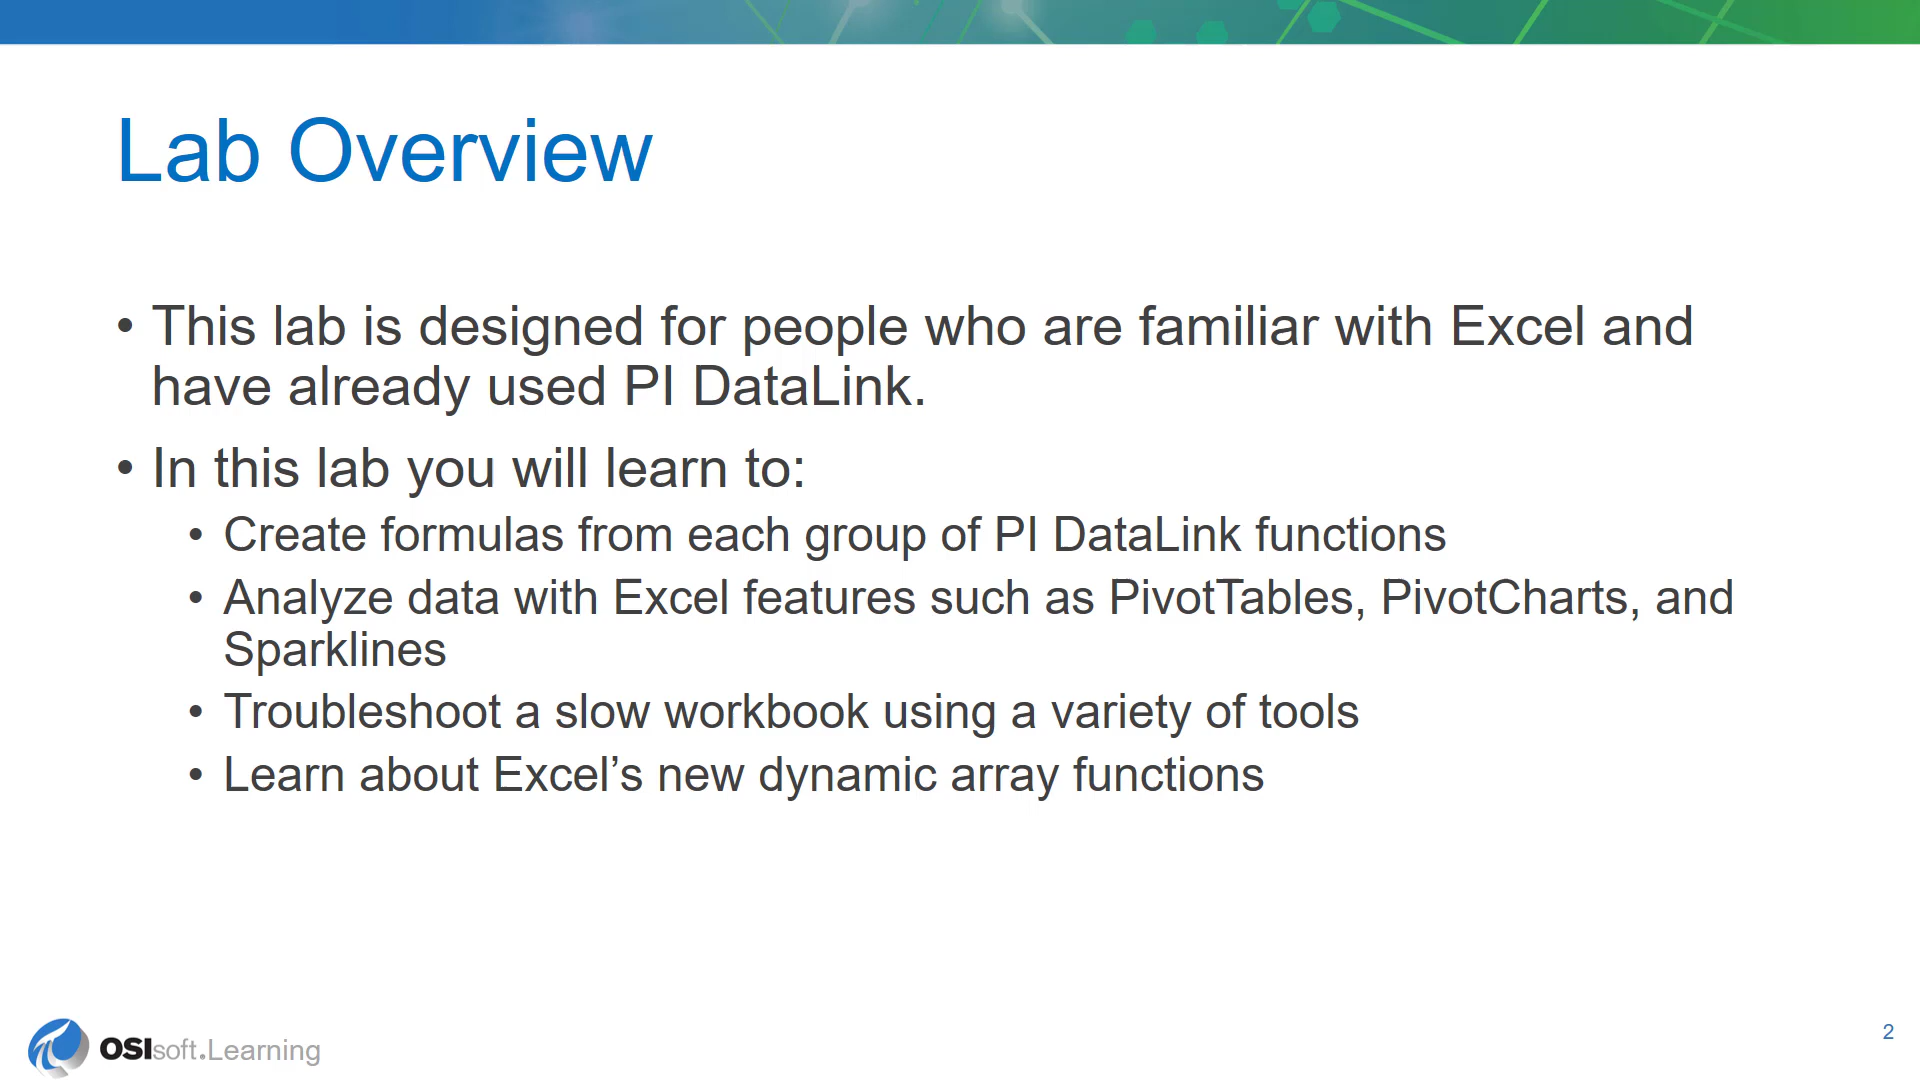 Lab Overview
• This lab is designed for people who are familiar with Excel and
have already used PI DataLink.
• In this lab you will learn to:
• Create formulas from each group of PI DataLink functions
• Analyze data with Excel features such as PivotTables, PivotCharts, and
Sparklines
• Troubleshoot a slow workbook using a variety of tools
• Learn about Excel’s new dynamic array functions
OSIsoft.Learning
2